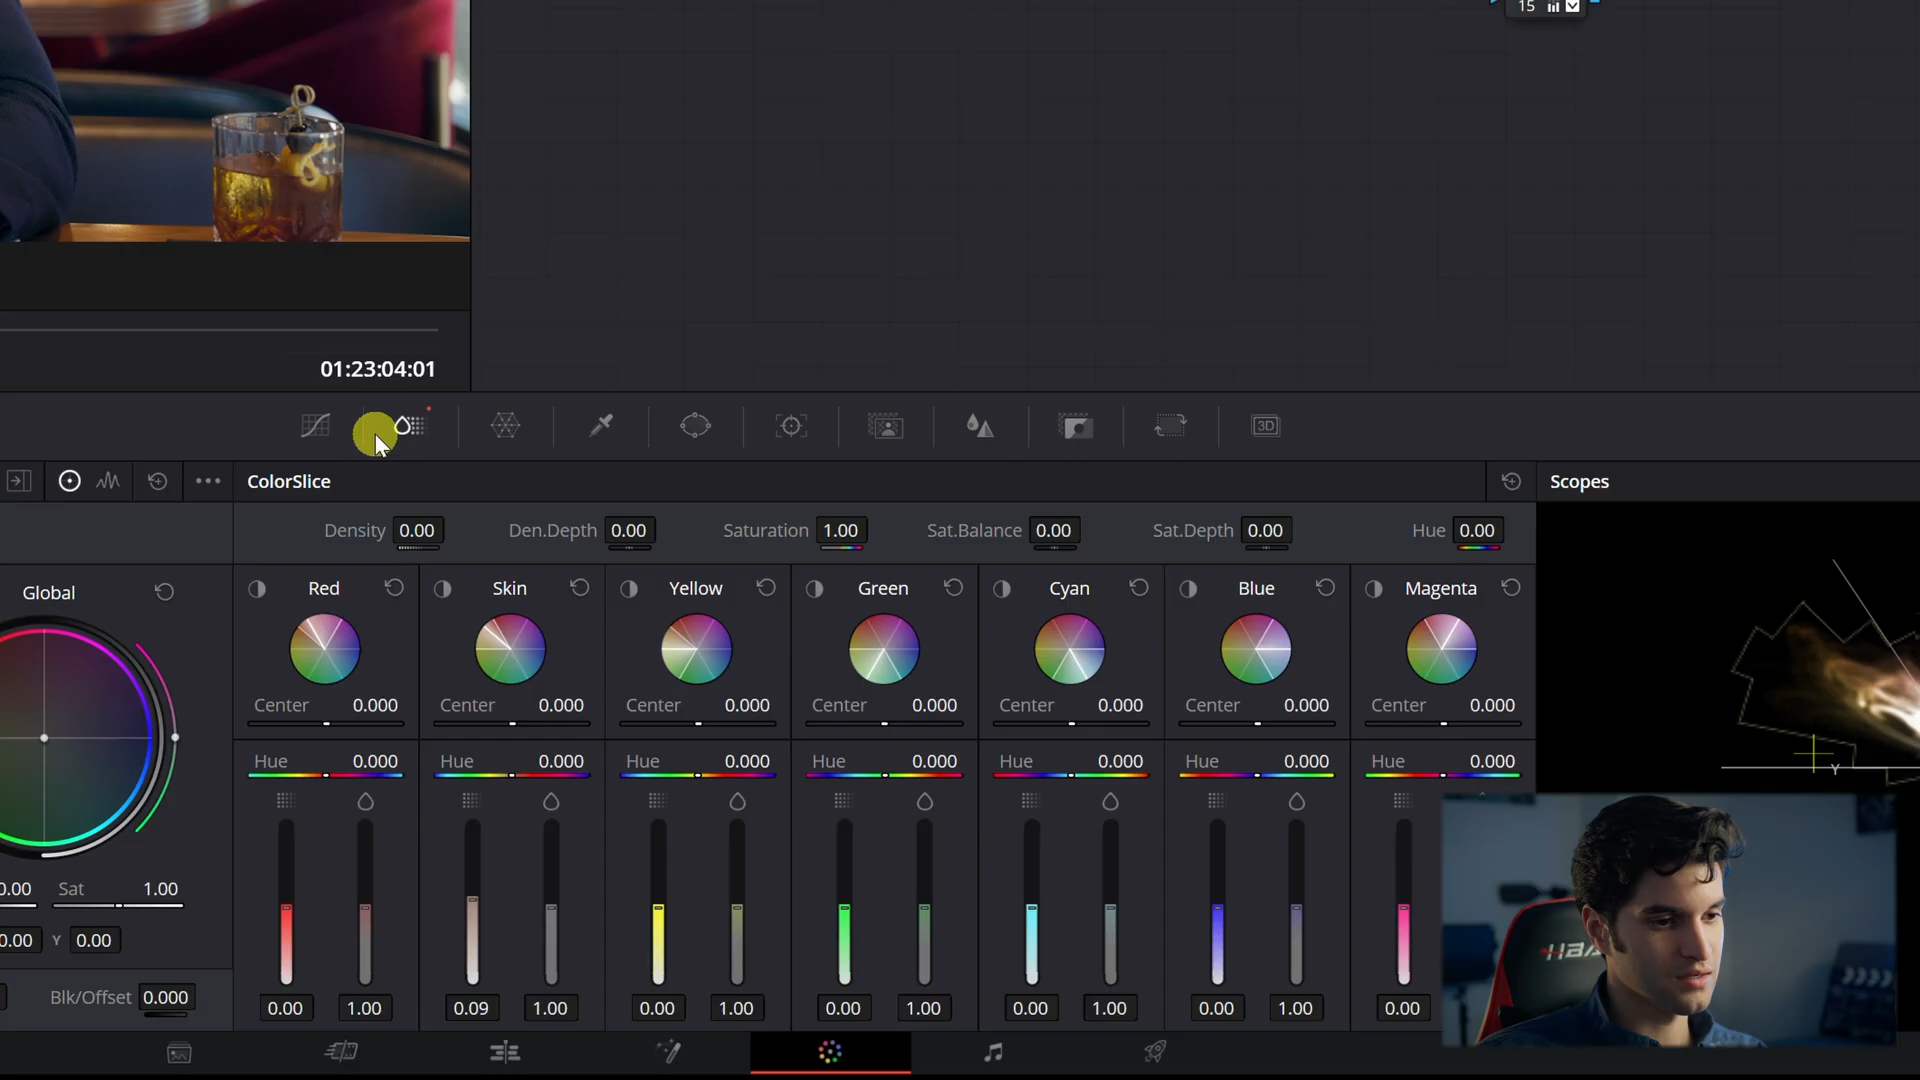 15
01:23:04:01
3D
ColorSlice
Scopes
Density 0.00 Den.Depth 0.00 Saturation 1.00 Sat.Balance 0.00 Sat.Depth 0.00 Hue 0.00
Global Red Skin Yellow Green Cyan Blue Magenta
Center 0.000 Center 0.000 Center 0.000 Center 0.000 Center 0.000 Center 0.000 Center 0.000
Hue 0.000 Hue 0.000 Hue 0.000 Hue 0.000 Hue 0.000 Hue 0.000 Hue 0.000
Y
0.00 Sat 1.00
0.00 Y 0.00
Blk/Offset 0.000
0.00 1.00 0.09 1.00 0.00 1.00 0.00 1.00 0.00 1.00 0.00 1.00 0.00